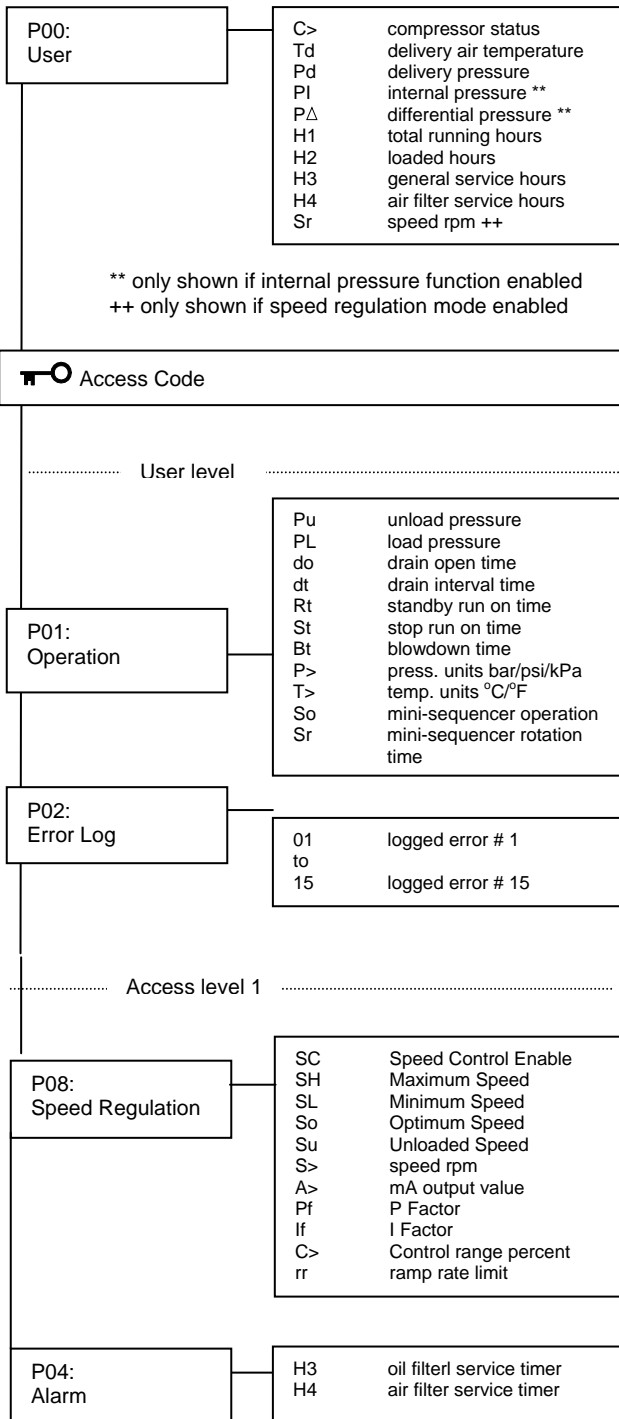 P00:
User
C> compressor status
Td delivery air temperature
Pd delivery pressure
PI internal pressure **
PΔ differential pressure **
H1 total running hours
H2 loaded hours
H3 general service hours
H4 air filter service hours
Sr speed rpm ++
** only shown if internal pressure function enabled
++ only shown if speed regulation mode enabled
Access Code
User level
P01:
Operation
Pu unload pressure
PL load pressure
do drain open time
dt drain interval time
Rt standby run on time
St stop run on time
Bt blowdown time
P> press. units bar/psi/kPa
T> temp. units °C/°F
So mini-sequencer operation
Sr mini-sequencer rotation
time
P02:
Error Log
01 logged error # 1
to
15 logged error # 15
Access level 1
P08:
Speed Regulation
SC Speed Control Enable
SH Maximum Speed
SL Minimum Speed
So Optimum Speed
Su Unloaded Speed
S> speed rpm
A> mA output value
Pf P Factor
If I Factor
C> Control range percent
rr ramp rate limit
P04:
Alarm
H3 oil filterl service timer
H4 air filter service timer